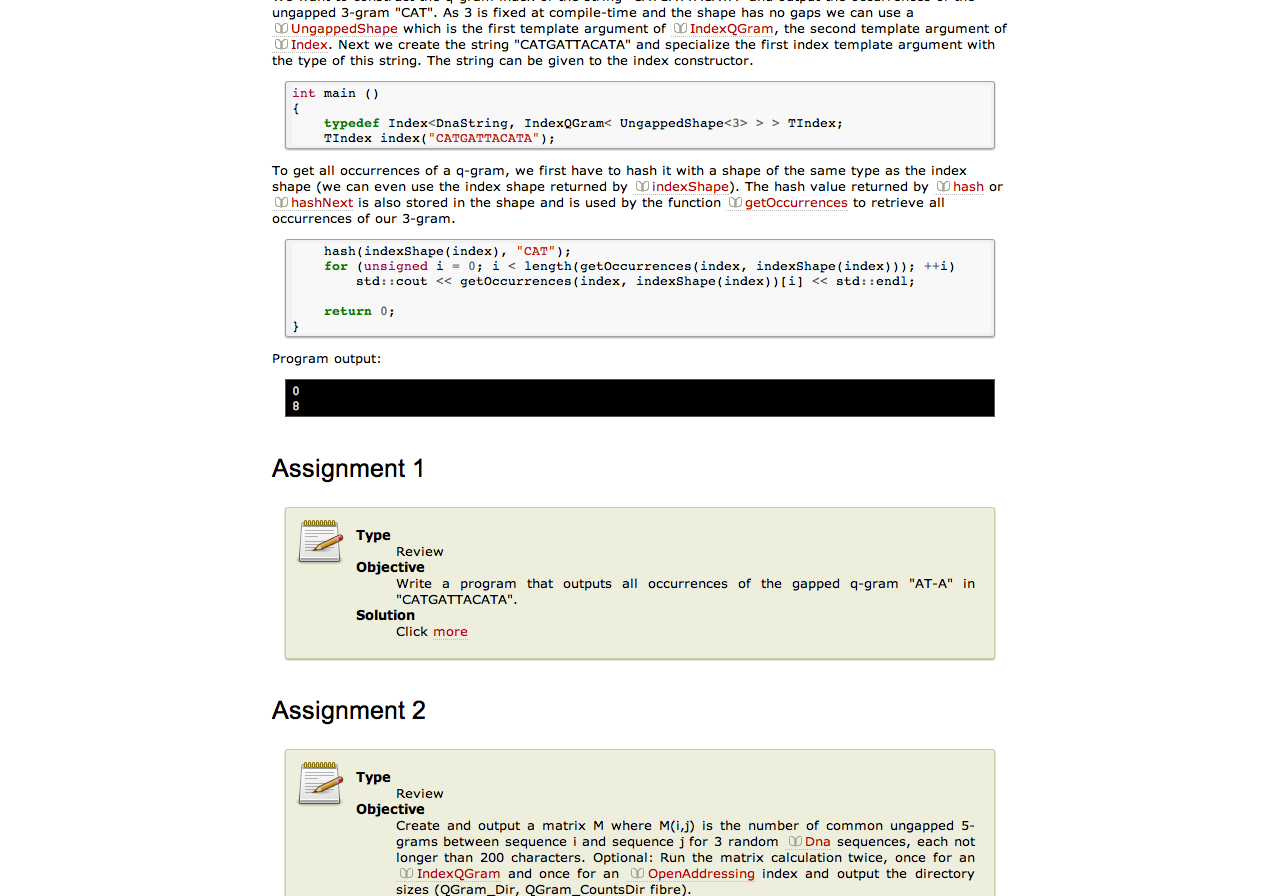 ungapped 3-gram "CAT". As 3 is fixed at compile-time and the shape has no gaps we can use a
UngappedShape which is the first template argument of IndexQGram, the second template argument of
Index. Next we create the string "CATGATTACATA" and specialize the first index template argument with
the type of this string. The string can be given to the index constructor.
int main ()
{
    typedef Index<DnaString, IndexQGram< UngappedShape<3> > > TIndex;
    TIndex index("CATGATTACATA");
To get all occurrences of a q-gram, we first have to hash it with a shape of the same type as the index
shape (we can even use the index shape returned by indexShape). The hash value returned by hash or
hashNext is also stored in the shape and is used by the function getOccurrences to retrieve all
occurrences of our 3-gram.
    hash(indexShape(index), "CAT");
    for (unsigned i = 0; i < length(getOccurrences(index, indexShape(index))); ++i)
        std::cout << getOccurrences(index, indexShape(index))[i] << std::endl;
    return 0;
}
Program output:
0
8
Assignment 1
Type
Review
Objective
Write a program that outputs all occurrences of the gapped q-gram "AT-A" in
"CATGATTACATA".
Solution
Click more
Assignment 2
Type
Review
Objective
Create and output a matrix M where M(i,j) is the number of common ungapped 5-
grams between sequence i and sequence j for 3 random Dna sequences, each not
longer than 200 characters. Optional: Run the matrix calculation twice, once for an
IndexQGram and once for an OpenAddressing index and output the directory
sizes (QGram_Dir, QGram_CountsDir fibre).